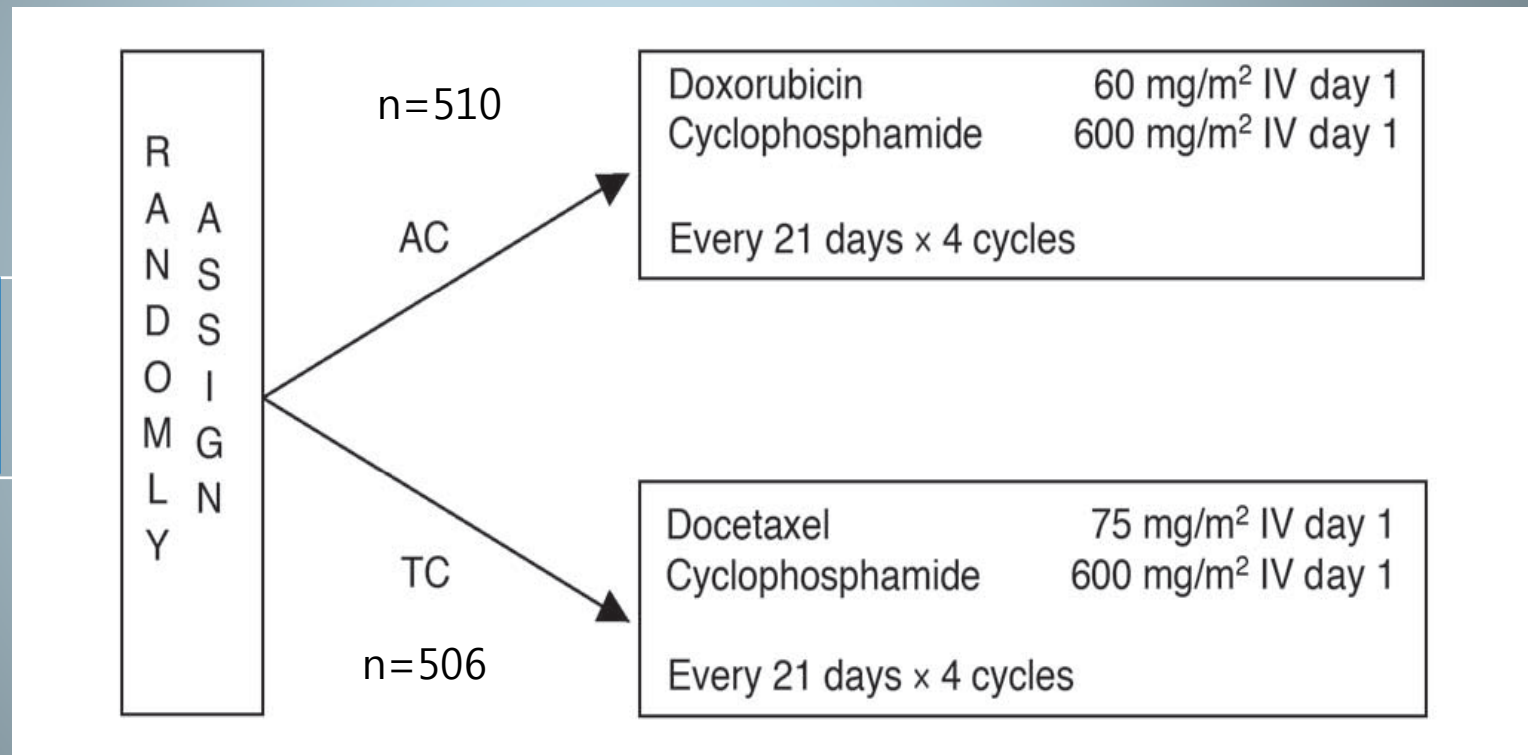 RANDOMLY
ASSIGN
n=510
AC
Doxorubicin 60 mg/m² IV day 1
Cyclophosphamide 600 mg/m² IV day 1
Every 21 days × 4 cycles
TC
n=506
Docetaxel 75 mg/m² IV day 1
Cyclophosphamide 600 mg/m² IV day 1
Every 21 days × 4 cycles